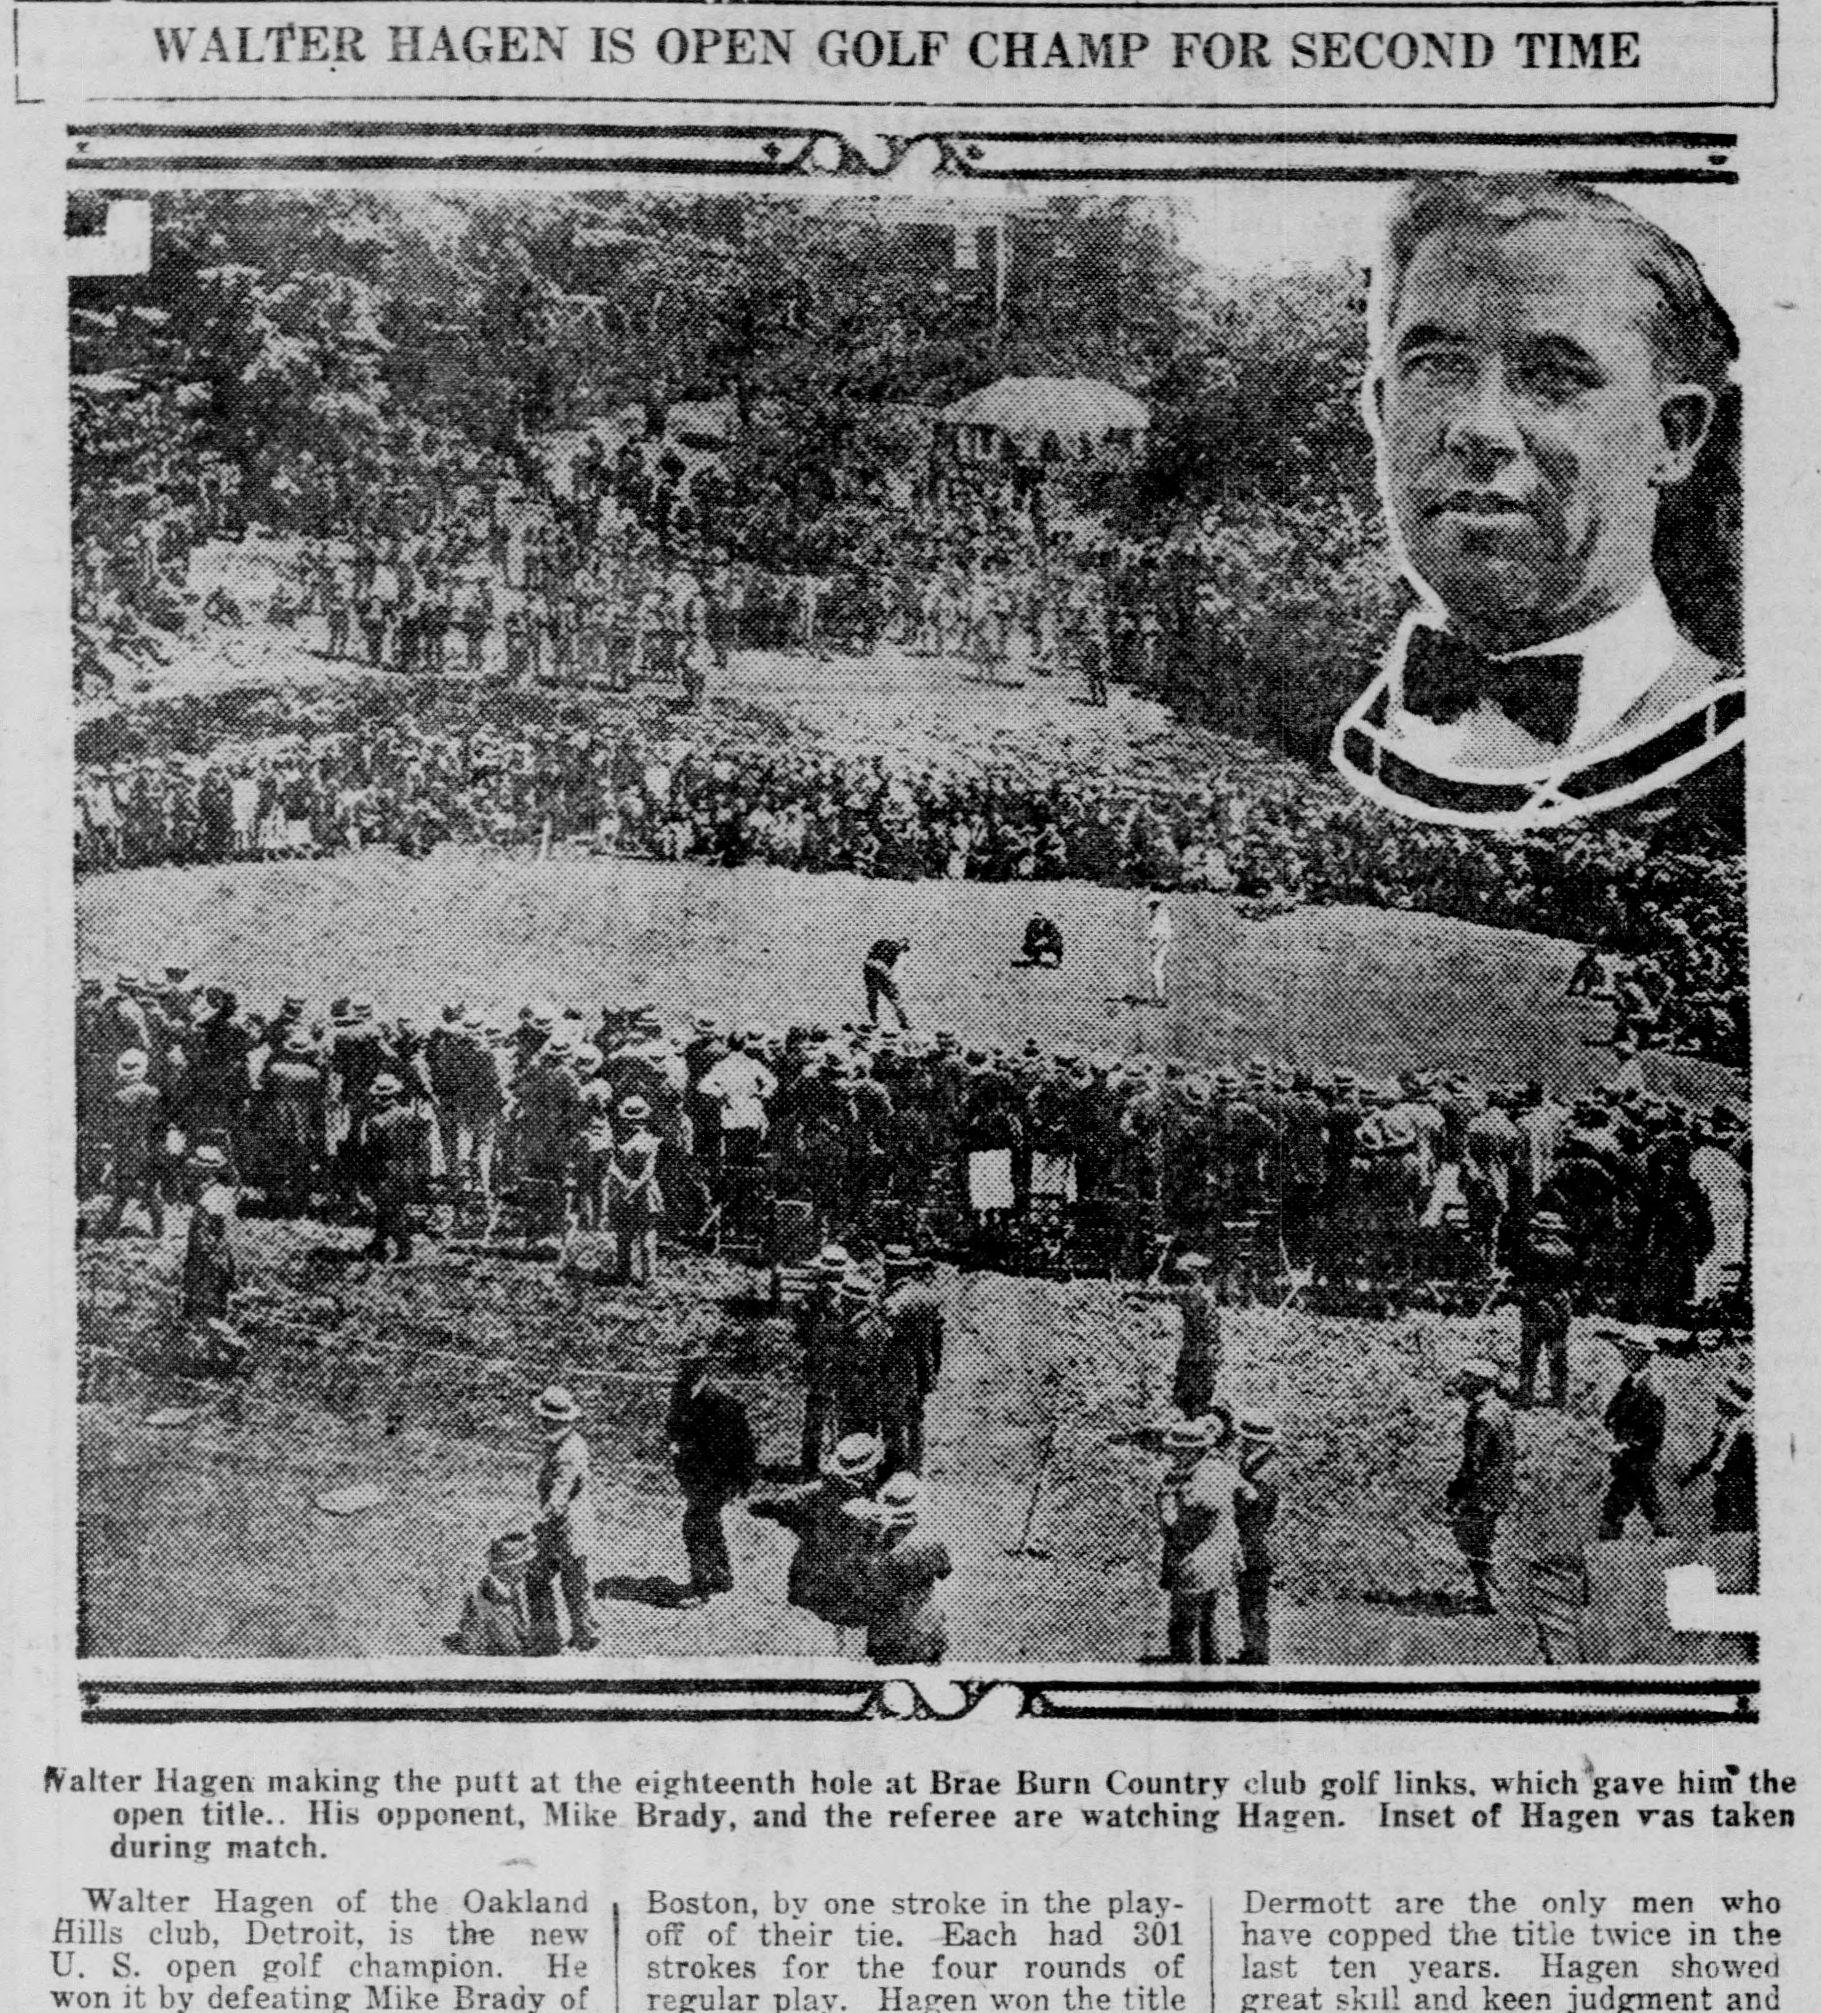 WALTER HAGEN IS OPEN GOLF CHAMP FOR SECOND TIME
Walter Hagen making the putt at the eighteenth hole at Brae Burn Country club golf links, which gave him the
open title.. His opponent, Mike Brady, and the referee are watching Hagen. Inset of Hagen was taken
during match.
Walter Hagen of the Oakland
Hills club, Detroit, is the new
U. S. open golf champion. He
won it by defeating Mike Brady of
Boston, by one stroke in the play-
off of their tie. Each had 301
strokes for the four rounds of
regular play. Hagen won the title
Dermott are the only men who
have copped the title twice in the
last ten years. Hagen showed
great skill and keen judgment and